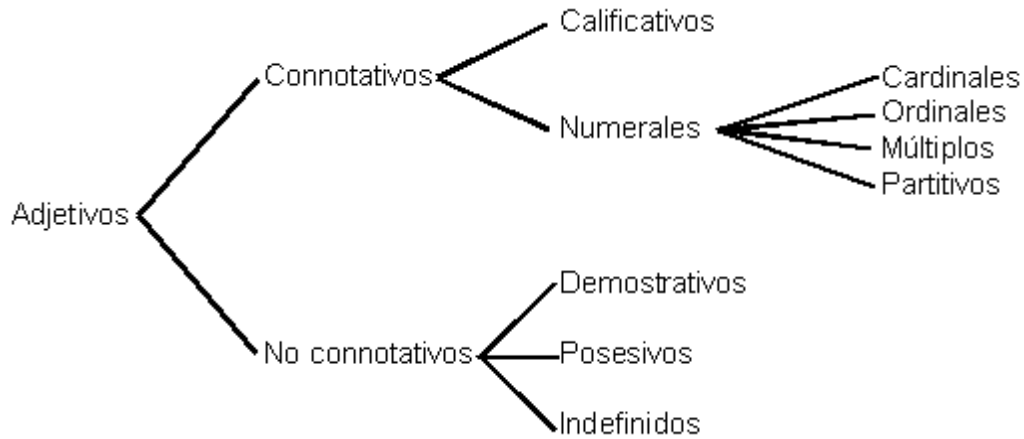 Adjetivos
Connotativos
Calificativos
Numerales
Cardinales
Ordinales
Múltiplos
Partitivos
No connotativos
Demostrativos
Posesivos
Indefinidos